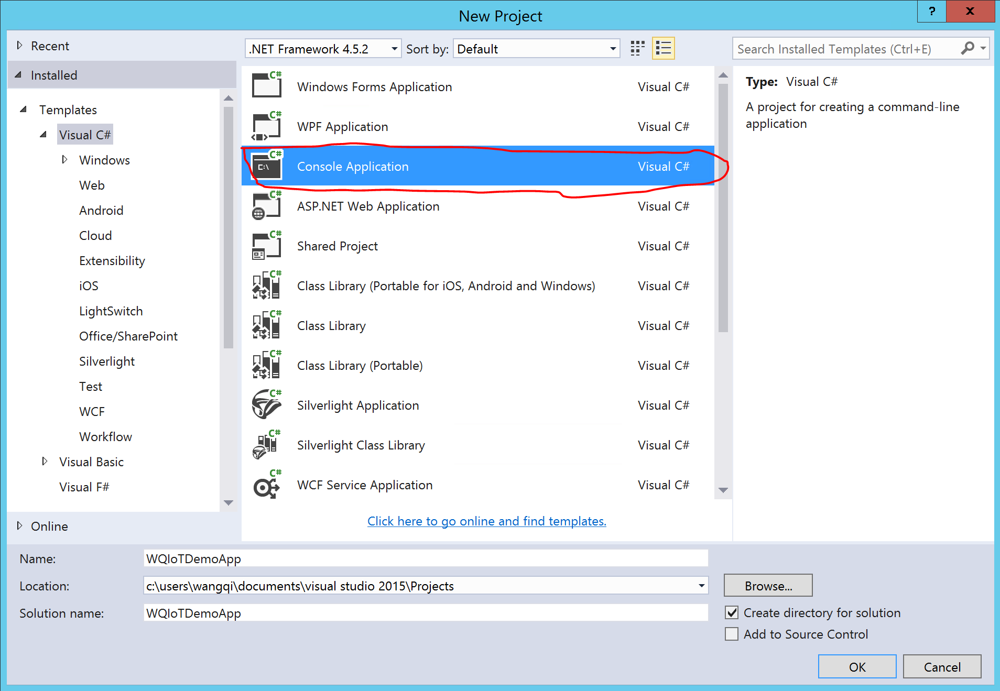 New Project
?
X
Recent
Installed
Templates
Visual C#
Windows
Web
Android
Cloud
Extensibility
iOS
LightSwitch
Office/SharePoint
Silverlight
Test
WCF
Workflow
Visual Basic
Visual F#
Online
.NET Framework 4.5.2
Sort by: Default
Search Installed Templates (Ctrl+E)
C# Windows Forms Application Visual C#
C# WPF Application Visual C#
C# C:\ Console Application Visual C#
C# ASP.NET Web Application Visual C#
C# Shared Project Visual C#
C# Class Library (Portable for iOS, Android and Windows) Visual C#
C# Class Library Visual C#
C# Class Library (Portable) Visual C#
C# Silverlight Application Visual C#
C# Silverlight Class Library Visual C#
C# WCF Service Application Visual C#
Click here to go online and find templates.
Type: Visual C#
A project for creating a command-line
application
Name: WQIoTDemoApp
Location: c:\users\wangqi\documents\visual studio 2015\Projects
Browse...
Solution name: WQIoTDemoApp
Create directory for solution
Add to Source Control
OK
Cancel